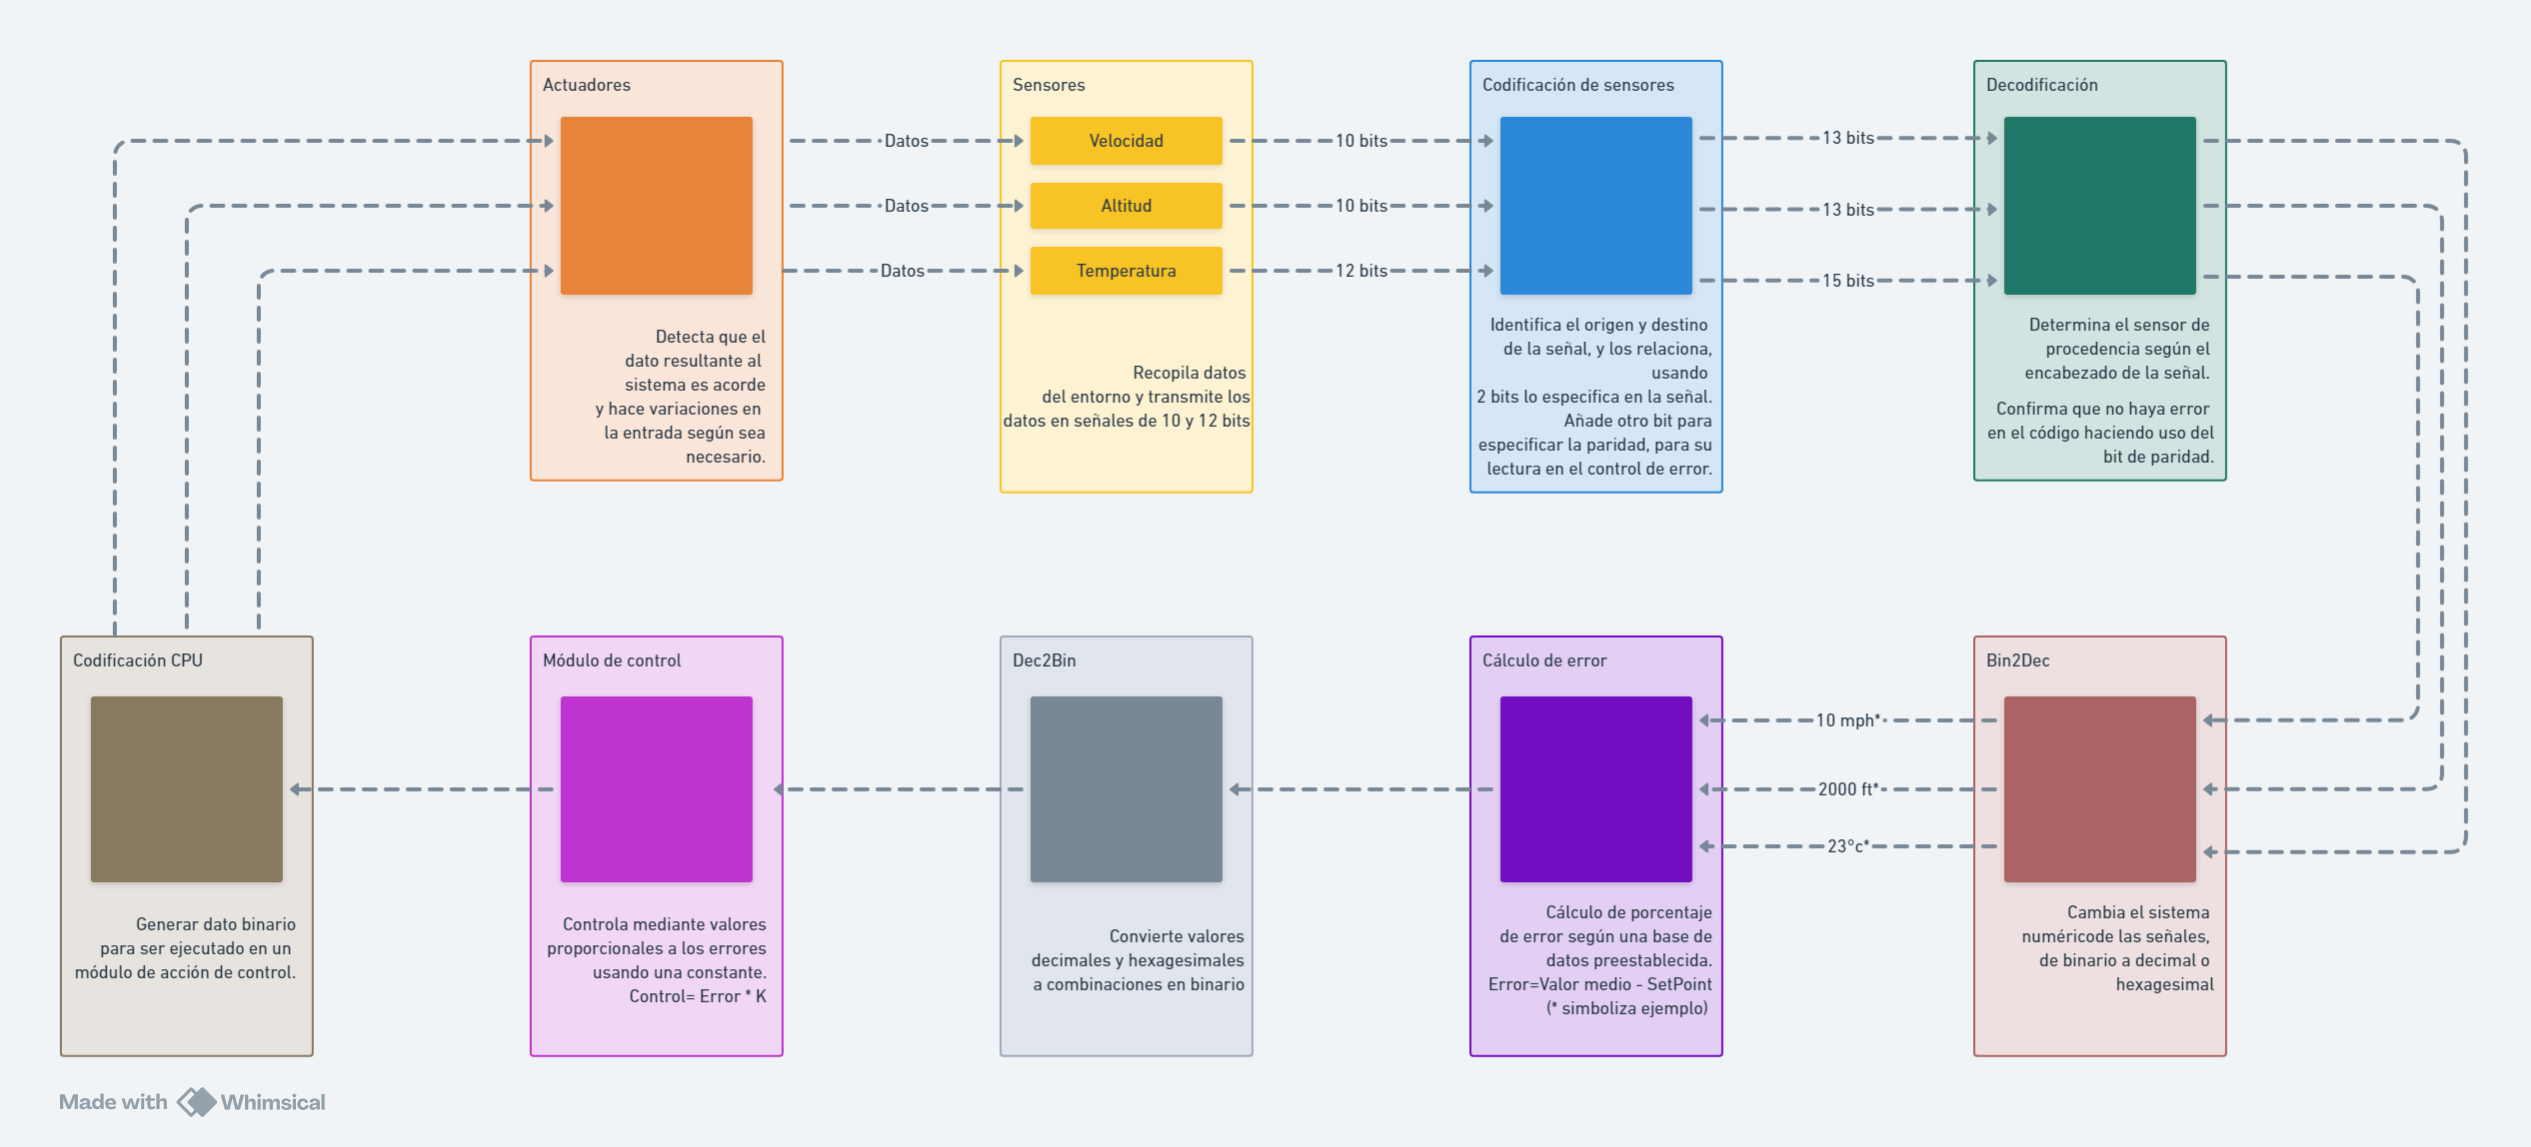 Actuadores
Datos
Datos
Datos
Detecta que el
dato resultante al
sistema es acorde
y hace variaciones en
la entrada según sea
necesario.
Sensores
Velocidad
Altitud
Temperatura
10 bits
10 bits
12 bits
Recopila datos
del entorno y transmite los
datos en señales de 10 y 12 bits
Codificación de sensores
13 bits
13 bits
15 bits
Identifica el origen y destino
de la señal, y los relaciona,
usando
2 bits lo especifica en la señal.
Añade otro bit para
especificar la paridad, para su
lectura en el control de error.
Decodificación
Determina el sensor de
procedencia según el
encabezado de la señal.
Confirma que no haya error
en el código haciendo uso del
bit de paridad.
Codificación CPU
Generar dato binario
para ser ejecutado en un
módulo de acción de control.
Módulo de control
Controla mediante valores
proporcionales a los errores
usando una constante.
Control= Error * K
Dec2Bin
Convierte valores
decimales y hexagesimales
a combinaciones en binario
Cálculo de error
10 mph*
2000 ft*
23°c*
Cálculo de porcentaje
de error según una base de
datos preestablecida.
Error=Valor medio - SetPoint
(* simboliza ejemplo)
Bin2Dec
Cambia el sistema
numéricode las señales,
de binario a decimal o
hexagesimal
Made with Whimsical